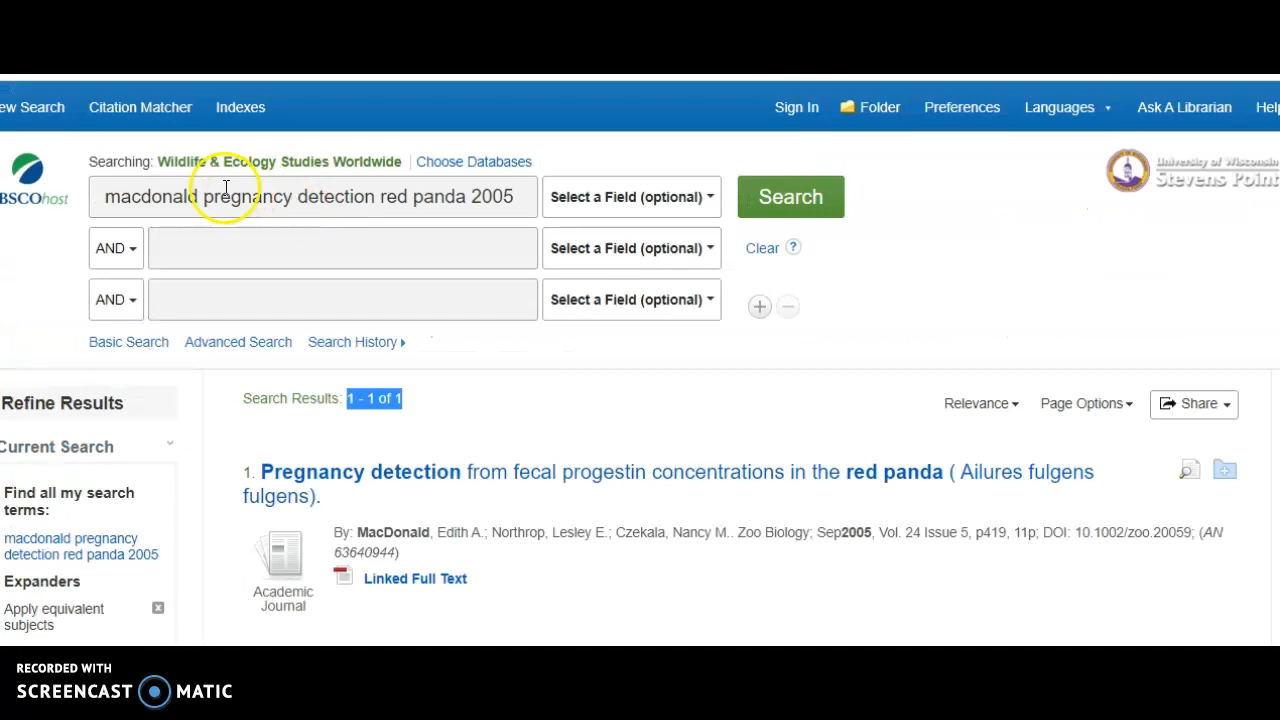 ew Search Citation Matcher Indexes Sign In Folder Preferences Languages Ask A Librarian Help
BSCOhost
Searching: Wildlife & Ecology Studies Worldwide Choose Databases
macdonald pregnancy detection red panda 2005 Select a Field (optional) Search
University of Wisconsin
Stevens Point
AND Select a Field (optional) Clear ?
AND Select a Field (optional)
Basic Search Advanced Search Search History
Refine Results
Current Search
Find all my search
terms:
macdonald pregnancy
detection red panda 2005
Expanders
Apply equivalent
subjects
Search Results: 1 - 1 of 1 Relevance Page Options Share
1. Pregnancy detection from fecal progestin concentrations in the red panda ( Ailures fulgens
fulgens).
By: MacDonald, Edith A.; Northrop, Lesley E.; Czekala, Nancy M.. Zoo Biology; Sep2005, Vol. 24 Issue 5, p419, 11p; DOI: 10.1002/zoo.20059; (AN
63640944)
Linked Full Text
Academic
Journal
RECORDED WITH
SCREENCAST MATIC